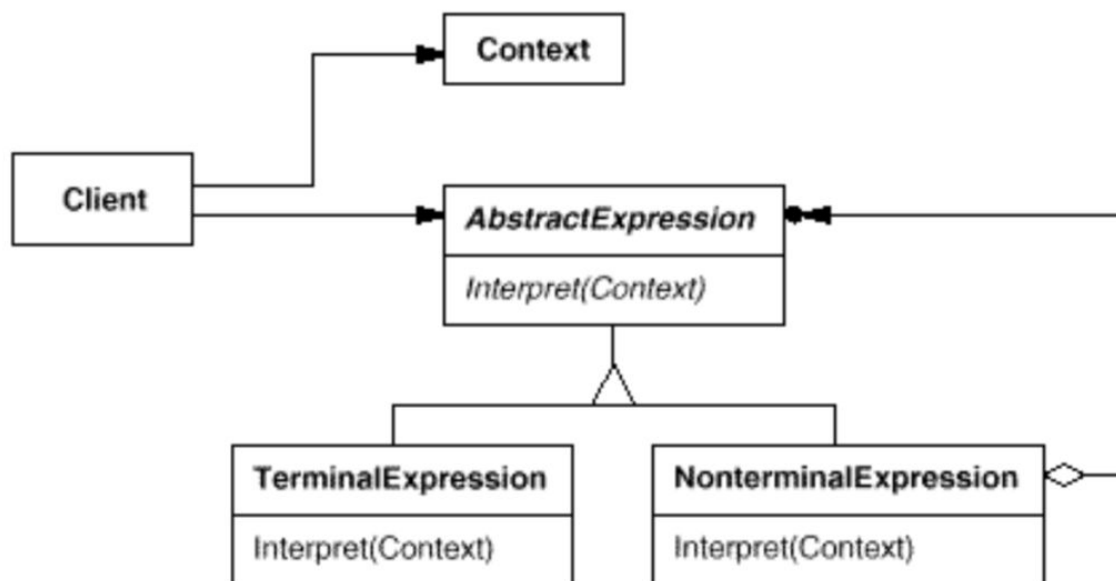 Context
Client
AbstractExpression
Interpret(Context)
TerminalExpression
Interpret(Context)
NonterminalExpression
Interpret(Context)